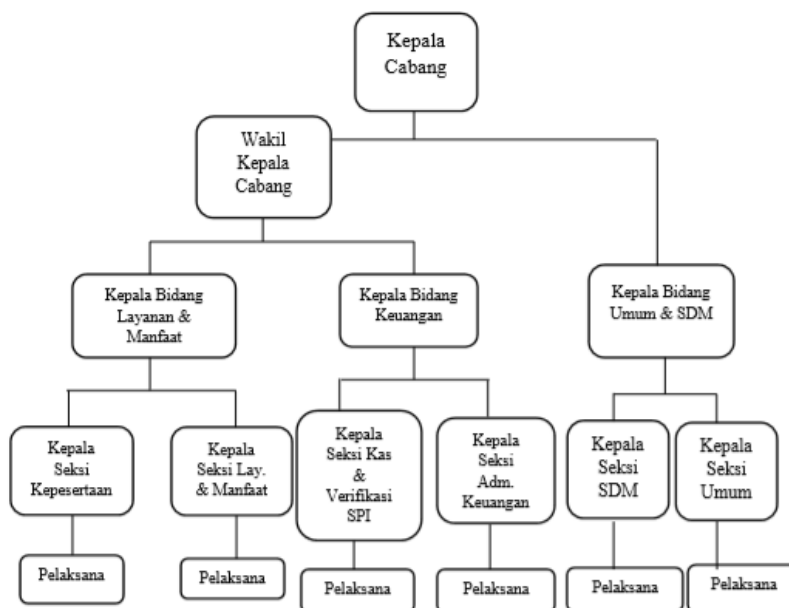 Kepala
Cabang
Wakil
Kepala
Cabang
Kepala Bidang
Layanan &
Manfaat
Kepala Bidang
Keuangan
Kepala Bidang
Umum & SDM
Kepala
Seksi
Kepesertaan
Kepala
Seksi Lay.
& Manfaat
Kepala
Seksi Kas
&
Verifikasi
SPI
Kepala
Seksi
Adm.
Keuangan
Kepala
Seksi
SDM
Kepala
Seksi
Umum
Pelaksana
Pelaksana
Pelaksana
Pelaksana
Pelaksana
Pelaksana